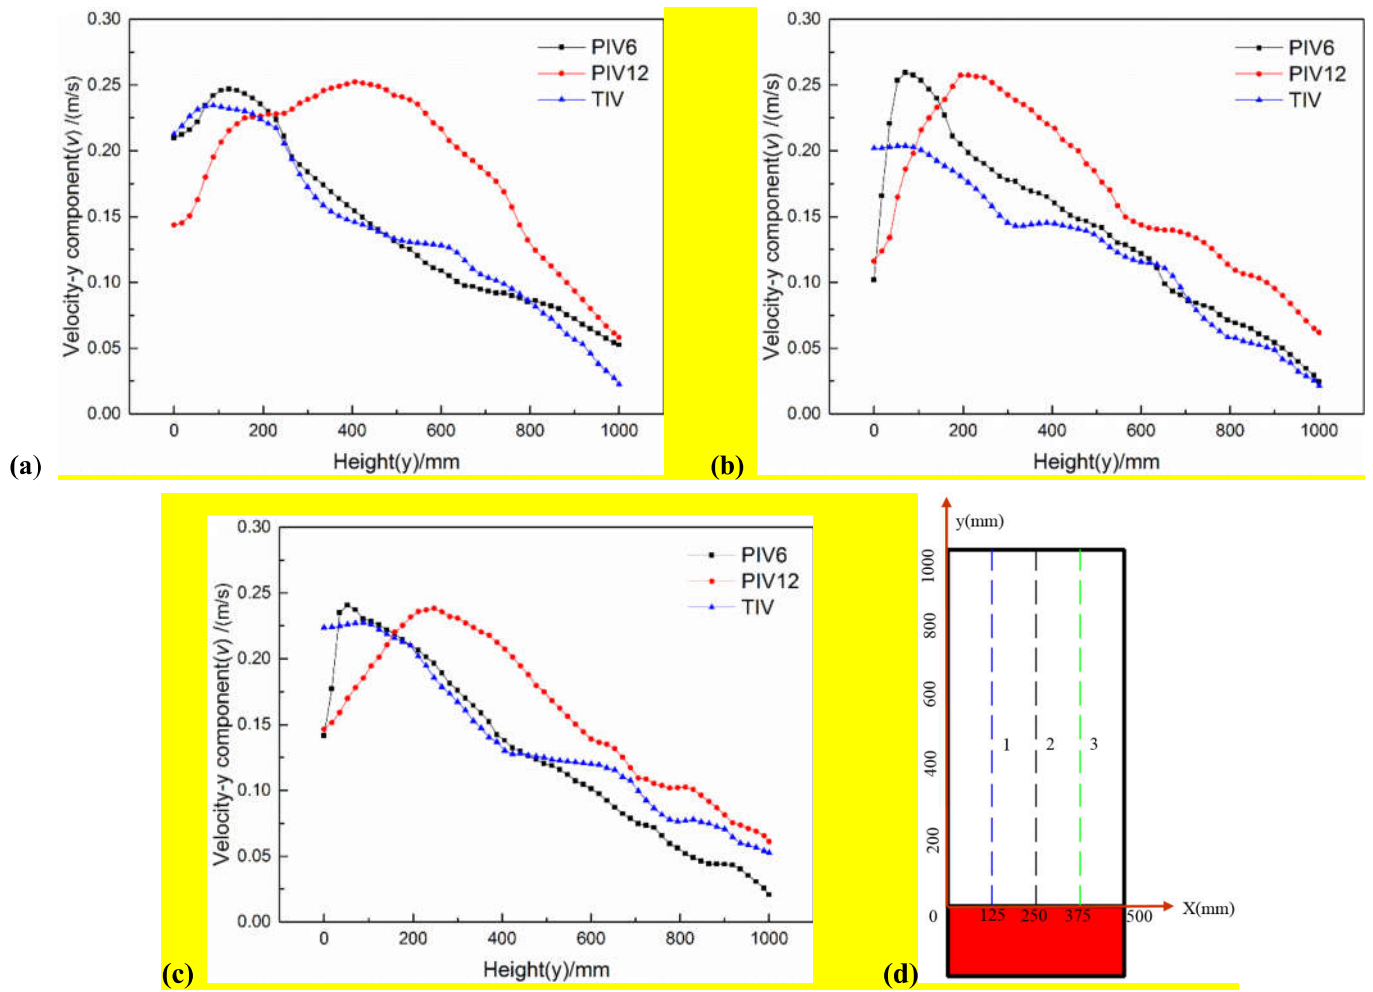 0.30
0.25
0.20
0.15
0.10
0.05
0.00
Velocity-y component(v) /(m/s)
PIV6
PIV12
TIV
0 200 400 600 800 1000
Height(y)/mm
(a)
0.30
0.25
0.20
0.15
0.10
0.05
0.00
Velocity-y component(v) /(m/s)
PIV6
PIV12
TIV
0 200 400 600 800 1000
Height(y)/mm
(b)
0.30
0.25
0.20
0.15
0.10
0.05
0.00
Velocity-y component(v) /(m/s)
PIV6
PIV12
TIV
0 200 400 600 800 1000
Height(y)/mm
(c)
y(mm)
1000
800
600
400
200
1 2 3
0 125 250 375 500
X(mm)
(d)